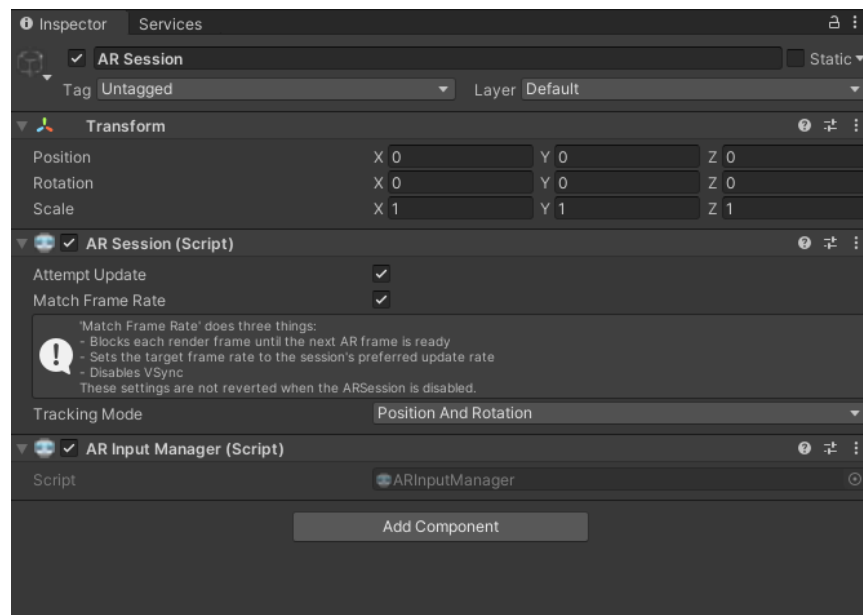 Inspector Services
AR Session Static
Tag Untagged Layer Default
Transform
Position X 0 Y 0 Z 0
Rotation X 0 Y 0 Z 0
Scale X 1 Y 1 Z 1
AR Session (Script)
Attempt Update
Match Frame Rate
'Match Frame Rate' does three things:
- Blocks each render frame until the next AR frame is ready
- Sets the target frame rate to the session's preferred update rate
- Disables VSync
These settings are not reverted when the ARSession is disabled.
Tracking Mode Position And Rotation
AR Input Manager (Script)
Script ARInputManager
Add Component